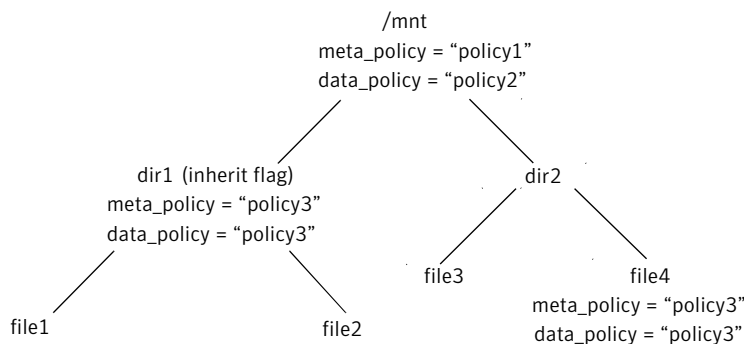 /mnt
meta_policy = “policy1”
data_policy = “policy2”
dir1 (inherit flag)
meta_policy = “policy3”
data_policy = “policy3”
dir2
file1
file2
file3
file4
meta_policy = “policy3”
data_policy = “policy3”